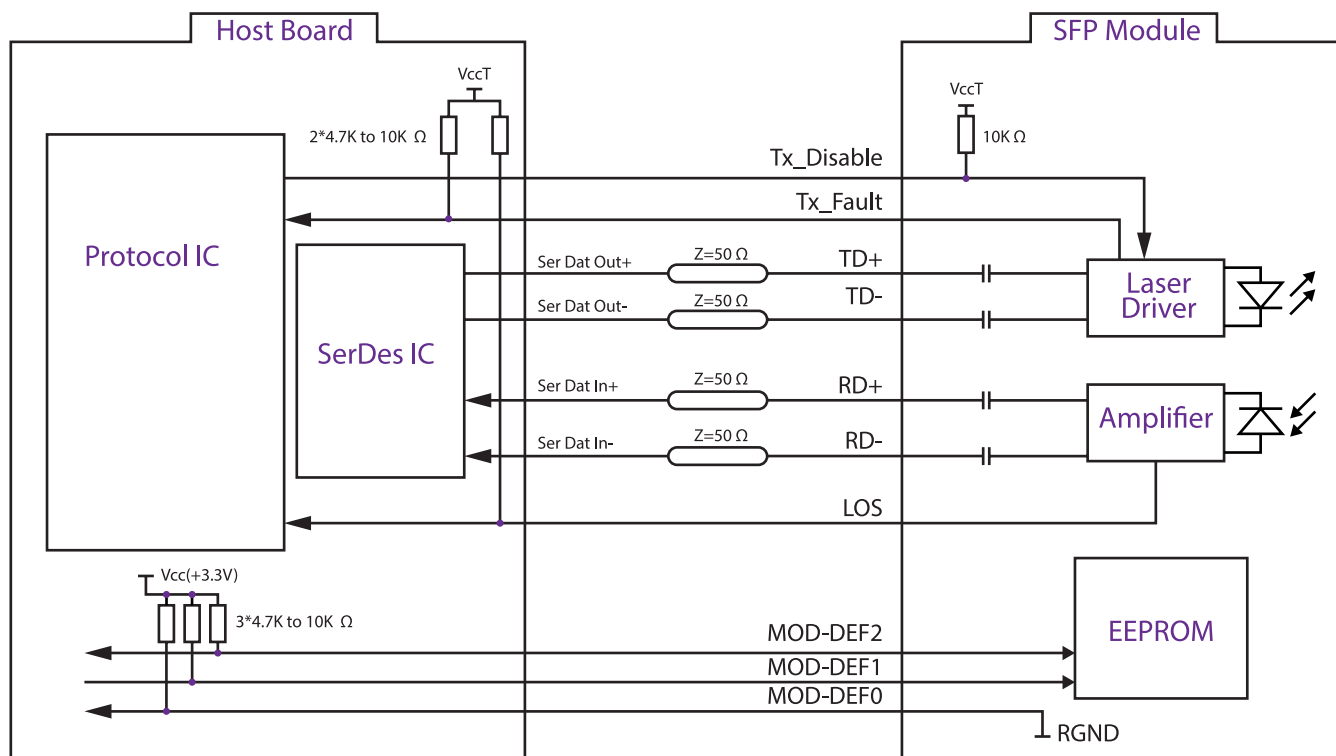 Host Board
SFP Module
VccT
VccT
2*4.7K to 10K Ω
10K Ω
Tx_Disable
Tx_Fault
Protocol IC
Ser Dat Out+
Z=50 Ω
TD+
Ser Dat Out-
Z=50 Ω
TD-
Laser
Driver
SerDes IC
Ser Dat In+
Z=50 Ω
RD+
Ser Dat In-
Z=50 Ω
RD-
Amplifier
LOS
Vcc(+3.3V)
3*4.7K to 10K Ω
MOD-DEF2
MOD-DEF1
MOD-DEF0
EEPROM
RGND